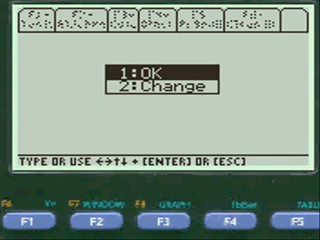 1:OK
2:Change
TYPE OR USE ←→↑↓ + [ENTER] OR [ESC]
F6 Y= F7 WINDOW F8 GRAPH TblSet TABL
F1 F2 F3 F4 F5